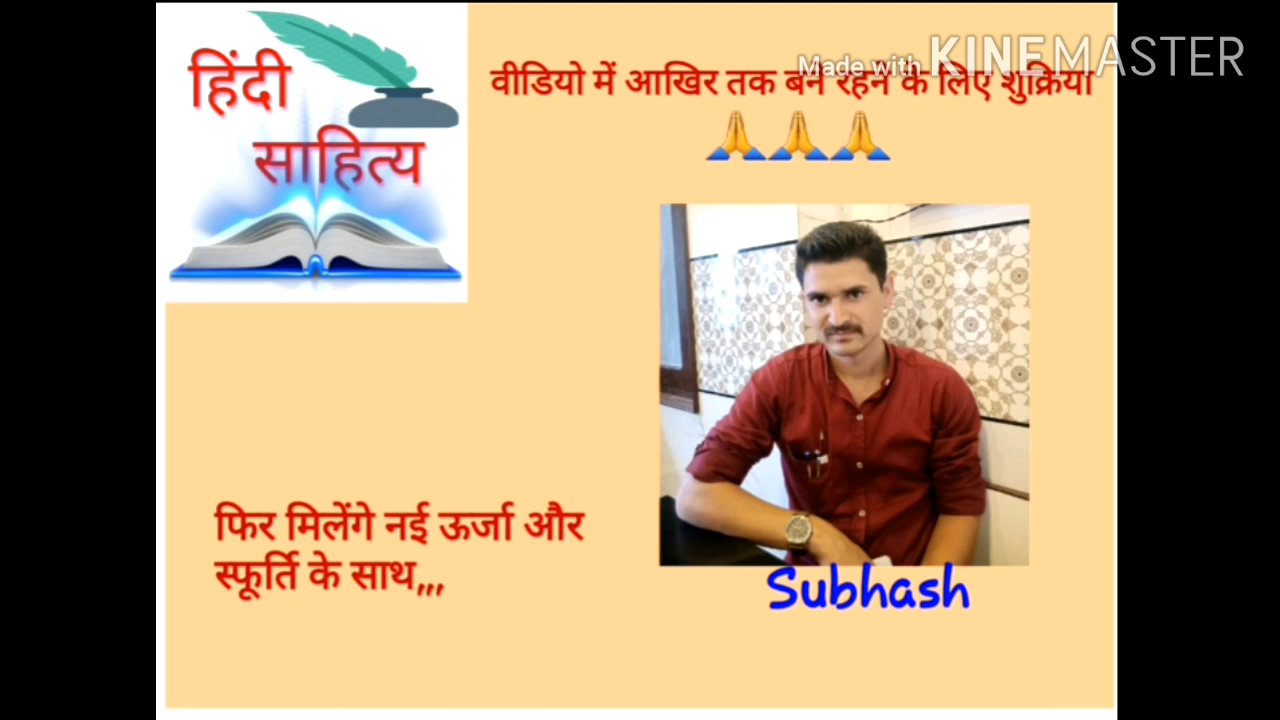 Made with KINEMASTER
हिंदी
साहित्य
वीडियो में आखिर तक बने रहने के लिए शुक्रिया
🙏🙏🙏
फिर मिलेंगे नई ऊर्जा और
स्फूर्ति के साथ,,,
Subhash